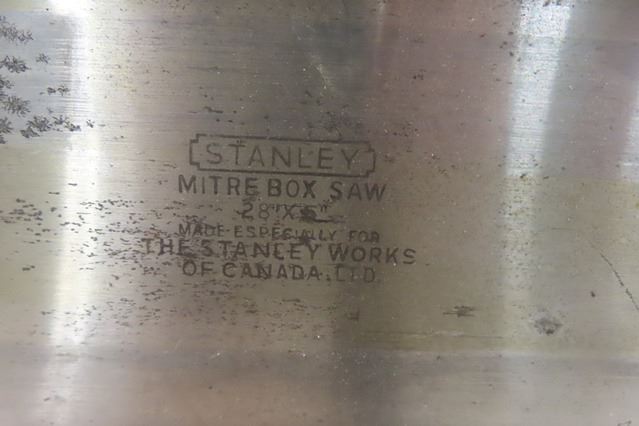 STANLEY
MITRE BOX SAW
28"X5"
MADE ESPECIALLY FOR
THE STANLEY WORKS
OF CANADA, LTD.